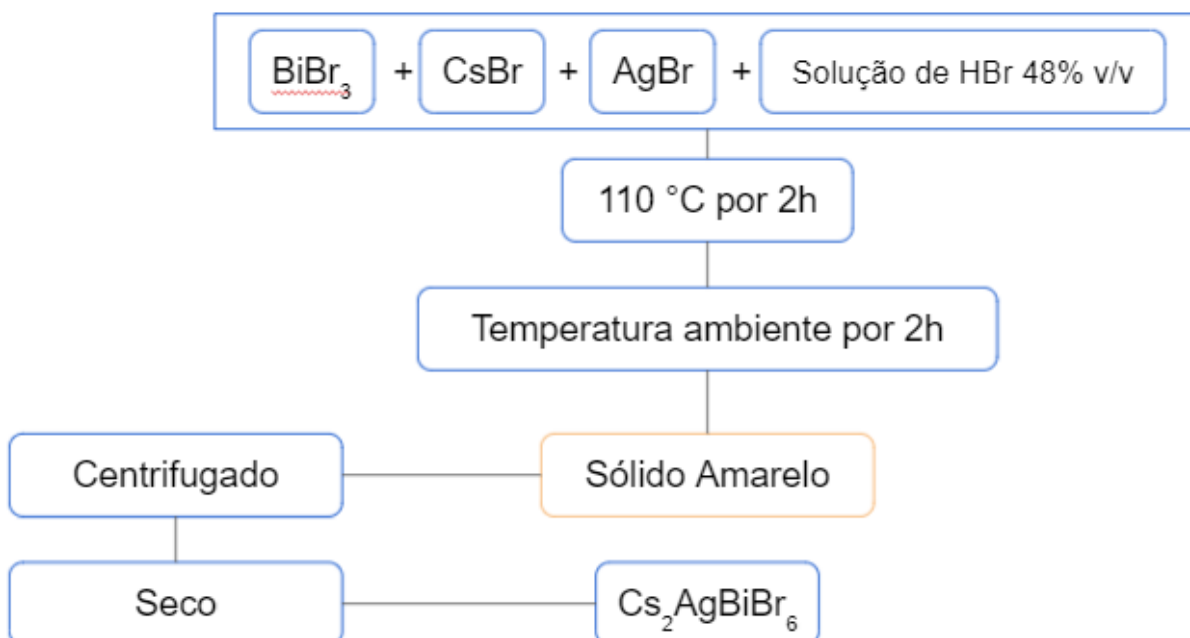 BiBr₃ + CsBr + AgBr + Solução de HBr 48% v/v
110 °C por 2h
Temperatura ambiente por 2h
Sólido Amarelo
Centrifugado
Seco
Cs₂AgBiBr₆